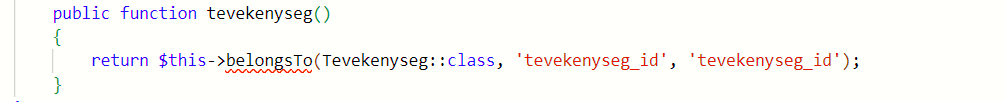 public function tevekenyseg()
{
return $this->belongsTo(Tevekenyseg::class, 'tevekenyseg_id', 'tevekenyseg_id');
}